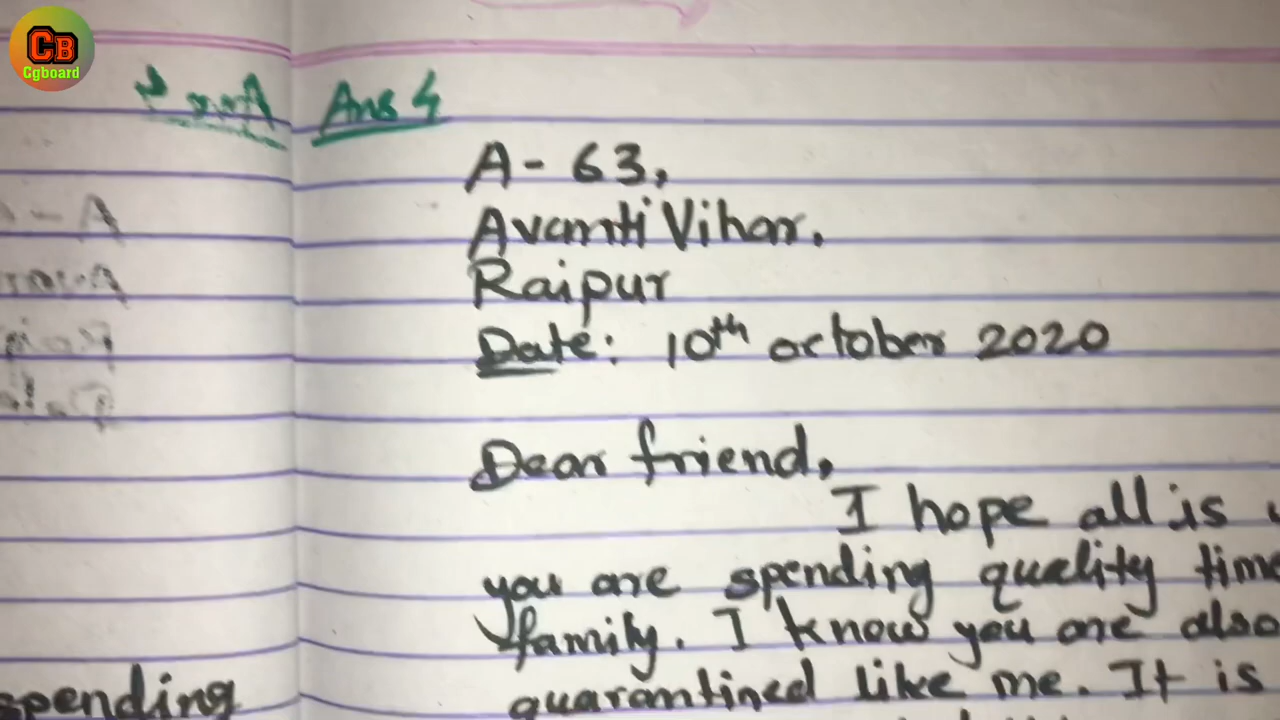 CB
Cgboard
Ans 4
A - 63,
Avanti Vihar,
Raipur
Date: 10th october 2020
Dear friend,
I hope all is
you are spending quality time
family. I know you are also
quarantined like me. It is
spending